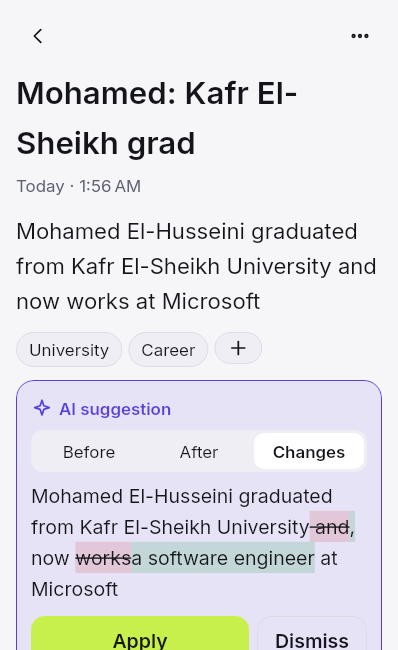 Mohamed: Kafr El-
Sheikh grad
Today · 1:56 AM
Mohamed El-Husseini graduated
from Kafr El-Sheikh University and
now works at Microsoft
University Career +
AI suggestion
Before After Changes
Mohamed El-Husseini graduated
from Kafr El-Sheikh University and,
now worksa software engineer at
Microsoft
Apply Dismiss